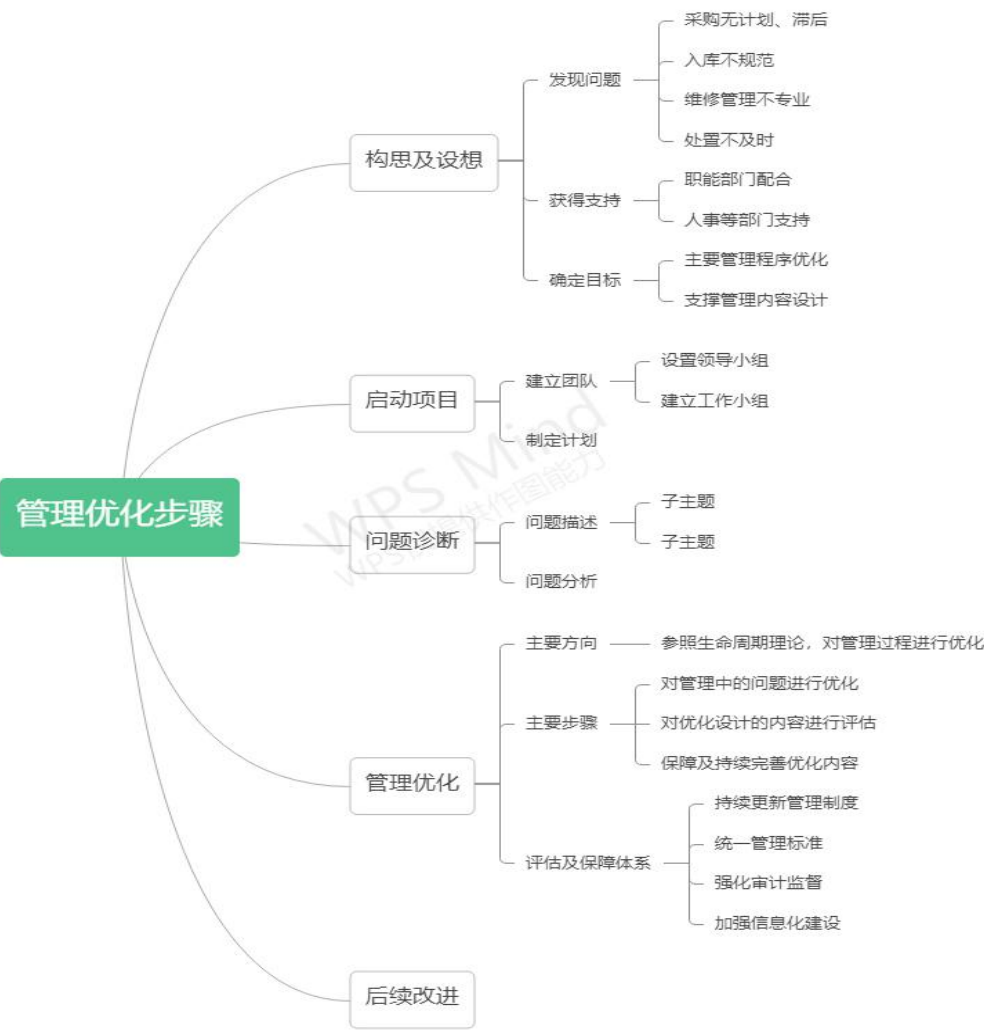 管理优化步骤
构思及设想
发现问题
采购无计划、滞后
入库不规范
维修管理不专业
处置不及时
获得支持
职能部门配合
人事等部门支持
确定目标
主要管理程序优化
支撑管理内容设计
启动项目
建立团队
设置领导小组
建立工作小组
制定计划
问题诊断
问题描述
子主题
子主题
问题分析
管理优化
主要方向
参照生命周期理论，对管理过程进行优化
主要步骤
对管理中的问题进行优化
对优化设计的内容进行评估
保障及持续完善优化内容
评估及保障体系
持续更新管理制度
统一管理标准
强化审计监督
加强信息化建设
后续改进
WPS Mind